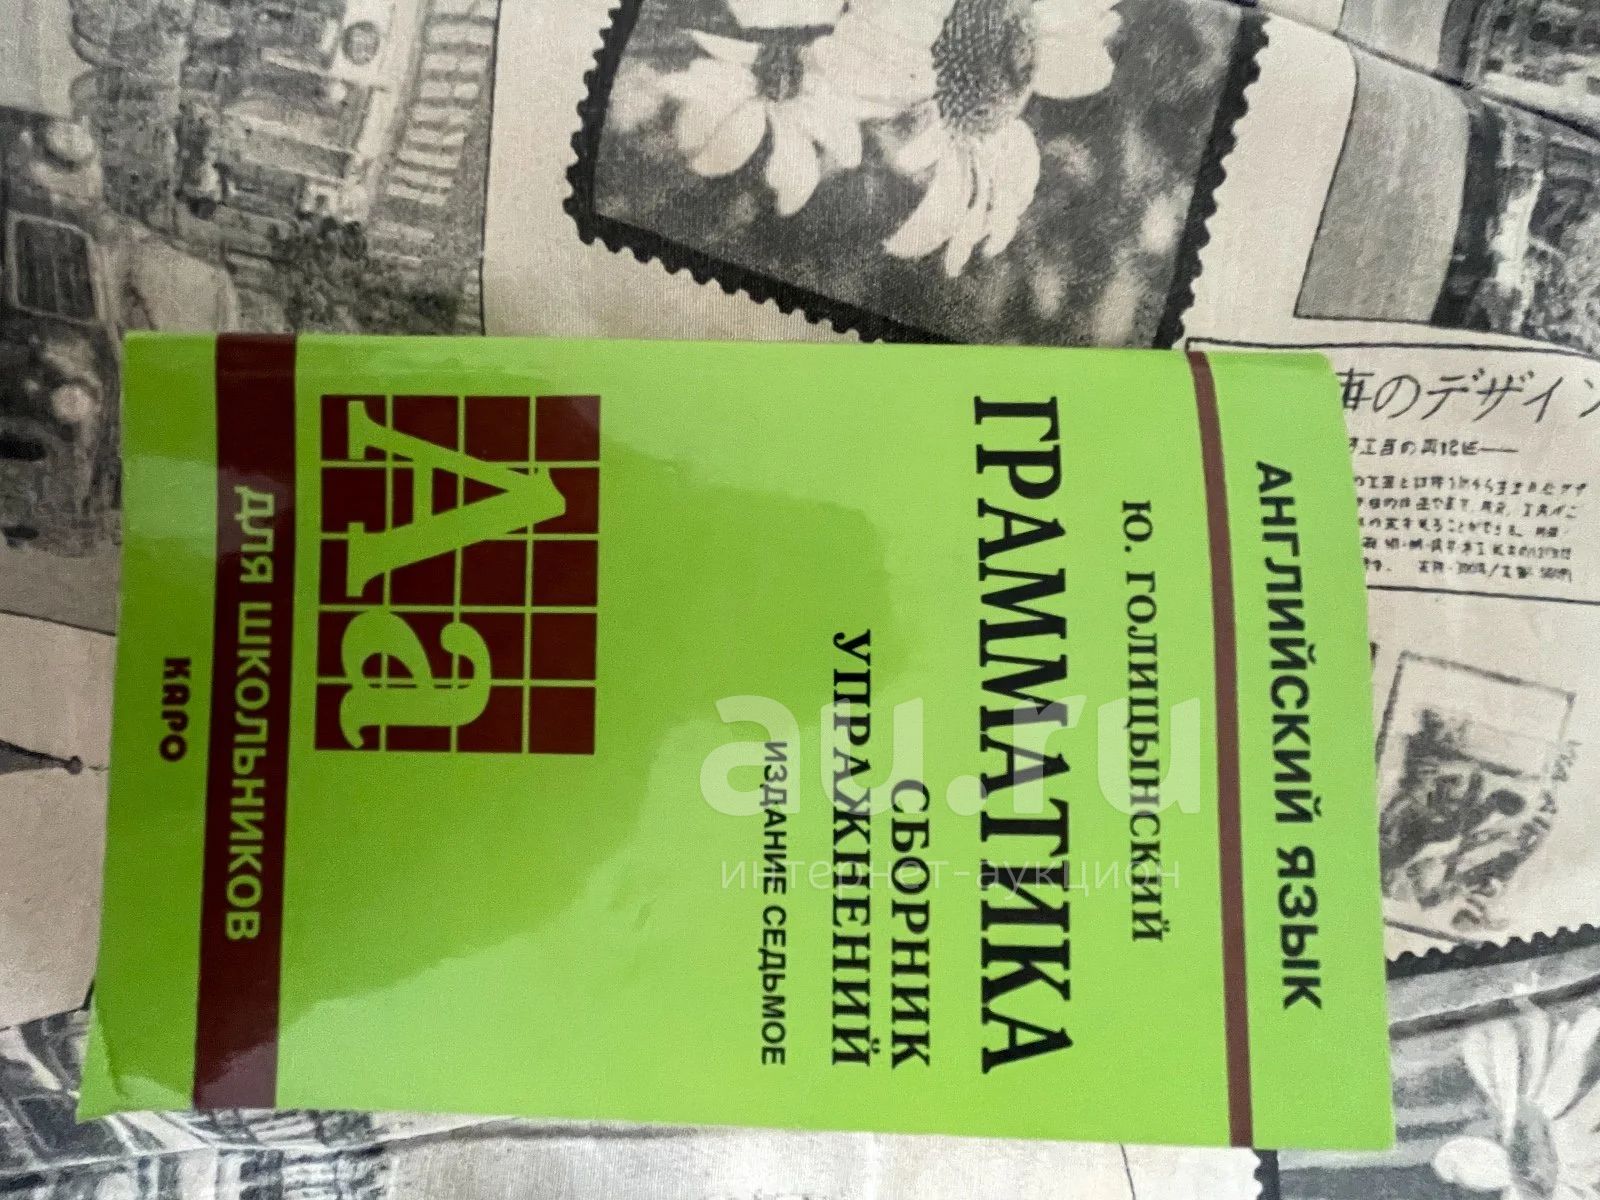 АНГЛИЙСКИЙ ЯЗЫК
Ю. ГОЛИЦЫНСКИЙ
ГРАММАТИКА
СБОРНИК
УПРАЖНЕНИЙ
ИЗДАНИЕ СЕДЬМОЕ
Аа
ДЛЯ ШКОЛЬНИКОВ
КАРО
au.ru
интернет-аукцион
のデザイン